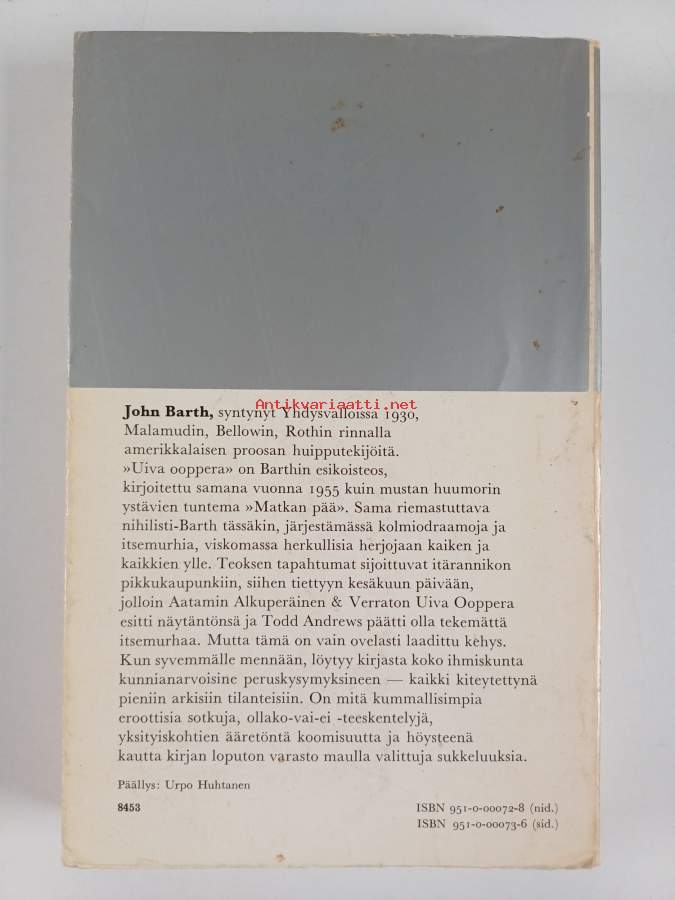 Antikvariaatti.net
John Barth, syntynyt Yhdysvalloissa 1930,
Malamudin, Bellowin, Rothin rinnalla
amerikkalaisen proosan huipputekijöitä.
»Uiva ooppera» on Barthin esikoisteos,
kirjoitettu samana vuonna 1955 kuin mustan huumorin
ystävien tuntema »Matkan pää». Sama riemastuttava
nihilisti-Barth tässäkin, järjestämässä kolmiodraamoja ja
itsemurhia, viskomassa herkullisia herjojaan kaiken ja
kaikkien ylle. Teoksen tapahtumat sijoittuvat itärannikon
pikkukaupunkiin, siihen tiettyyn kesäkuun päivään,
jolloin Aatamin Alkuperäinen & Verraton Uiva Ooppera
esitti näytäntönsä ja Todd Andrews päätti olla tekemättä
itsemurhaa. Mutta tämä on vain ovelasti laadittu kehys.
Kun syvemmälle mennään, löytyy kirjasta koko ihmiskunta
kunnianarvoisine peruskysymyksineen — kaikki kiteytettynä
pieniin arkisiin tilanteisiin. On mitä kummallisimpia
eroottisia sotkuja, ollako-vai-ei -teeskentelyjä,
yksityiskohtien ääretöntä koomisuutta ja höysteenä
kautta kirjan loputon varasto maulla valittuja sukkeluuksia.
Päällys: Urpo Huhtanen
8453
ISBN 951-0-00072-8 (nid.)
ISBN 951-0-00073-6 (sid.)